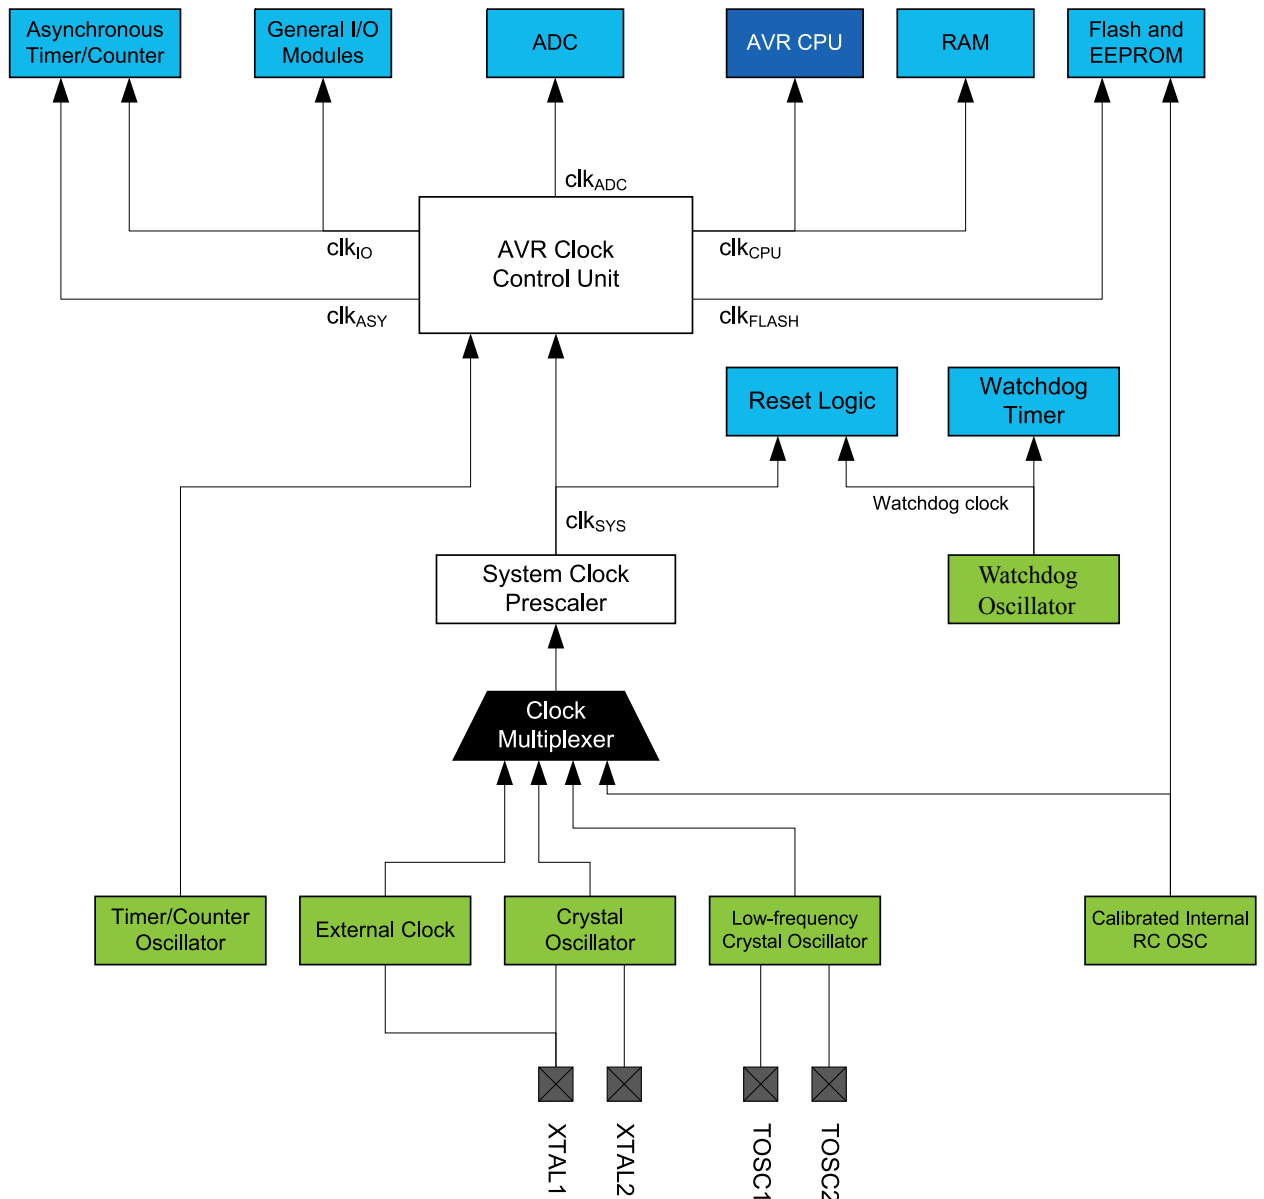 Asynchronous
Timer/Counter
General I/O
Modules
ADC
AVR CPU
RAM
Flash and
EEPROM
clkADC
clkIO
AVR Clock
Control Unit
clkCPU
clkASY
clkFLASH
Reset Logic
Watchdog
Timer
Watchdog clock
clkSYS
System Clock
Prescaler
Watchdog
Oscillator
Clock
Multiplexer
Timer/Counter
Oscillator
External Clock
Crystal
Oscillator
Low-frequency
Crystal Oscillator
Calibrated Internal
RC OSC
XTAL1
XTAL2
TOSC1
TOSC2